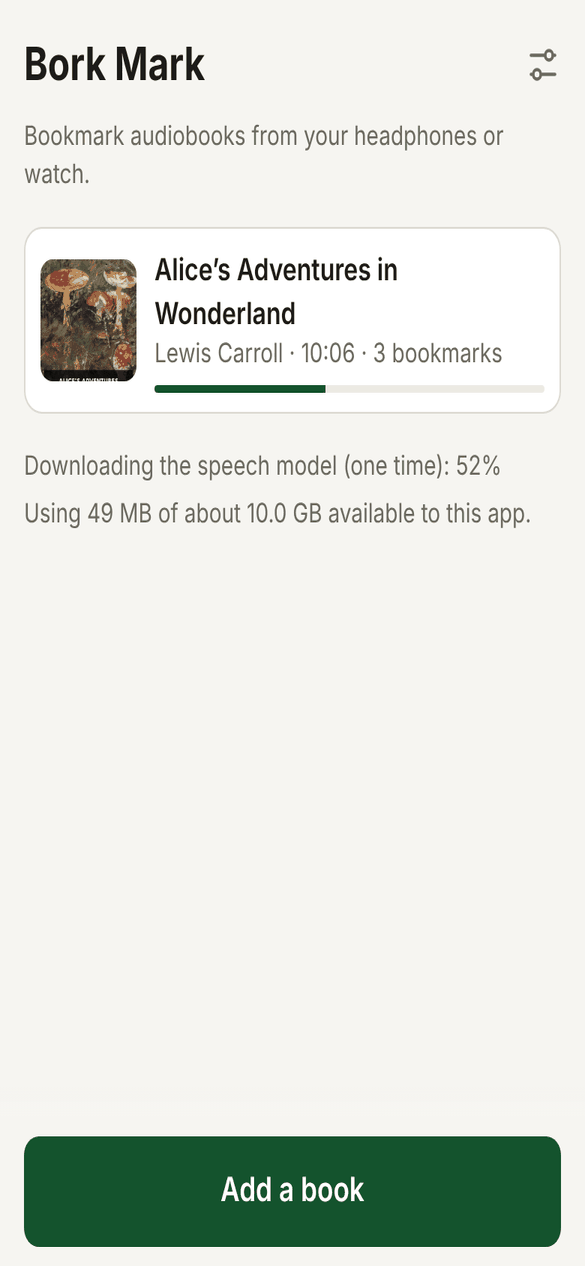 Bork Mark
Bookmark audiobooks from your headphones or
watch.
Alice’s Adventures in
Wonderland
Lewis Carroll · 10:06 · 3 bookmarks
ALICE'S ADVENTURES
Downloading the speech model (one time): 52%
Using 49 MB of about 10.0 GB available to this app.
Add a book